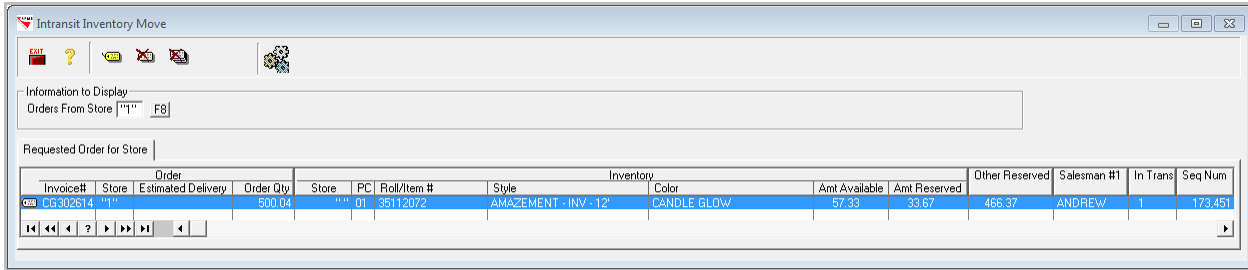 Intransit Inventory Move
EXIT
Information to Display
Orders From Store "1" F8
Requested Order for Store
Order Inventory Other Reserved Salesman #1 In Trans Seq Num
Invoice# Store Estimated Delivery Order Qty Store PC Roll/Item # Style Color Amt Available Amt Reserved
CG302614 "1" 500.04 " " 01 35112072 AMAZEMENT - INV - 12' CANDLE GLOW 57.33 33.67 466.37 ANDREW 1 173,451
?